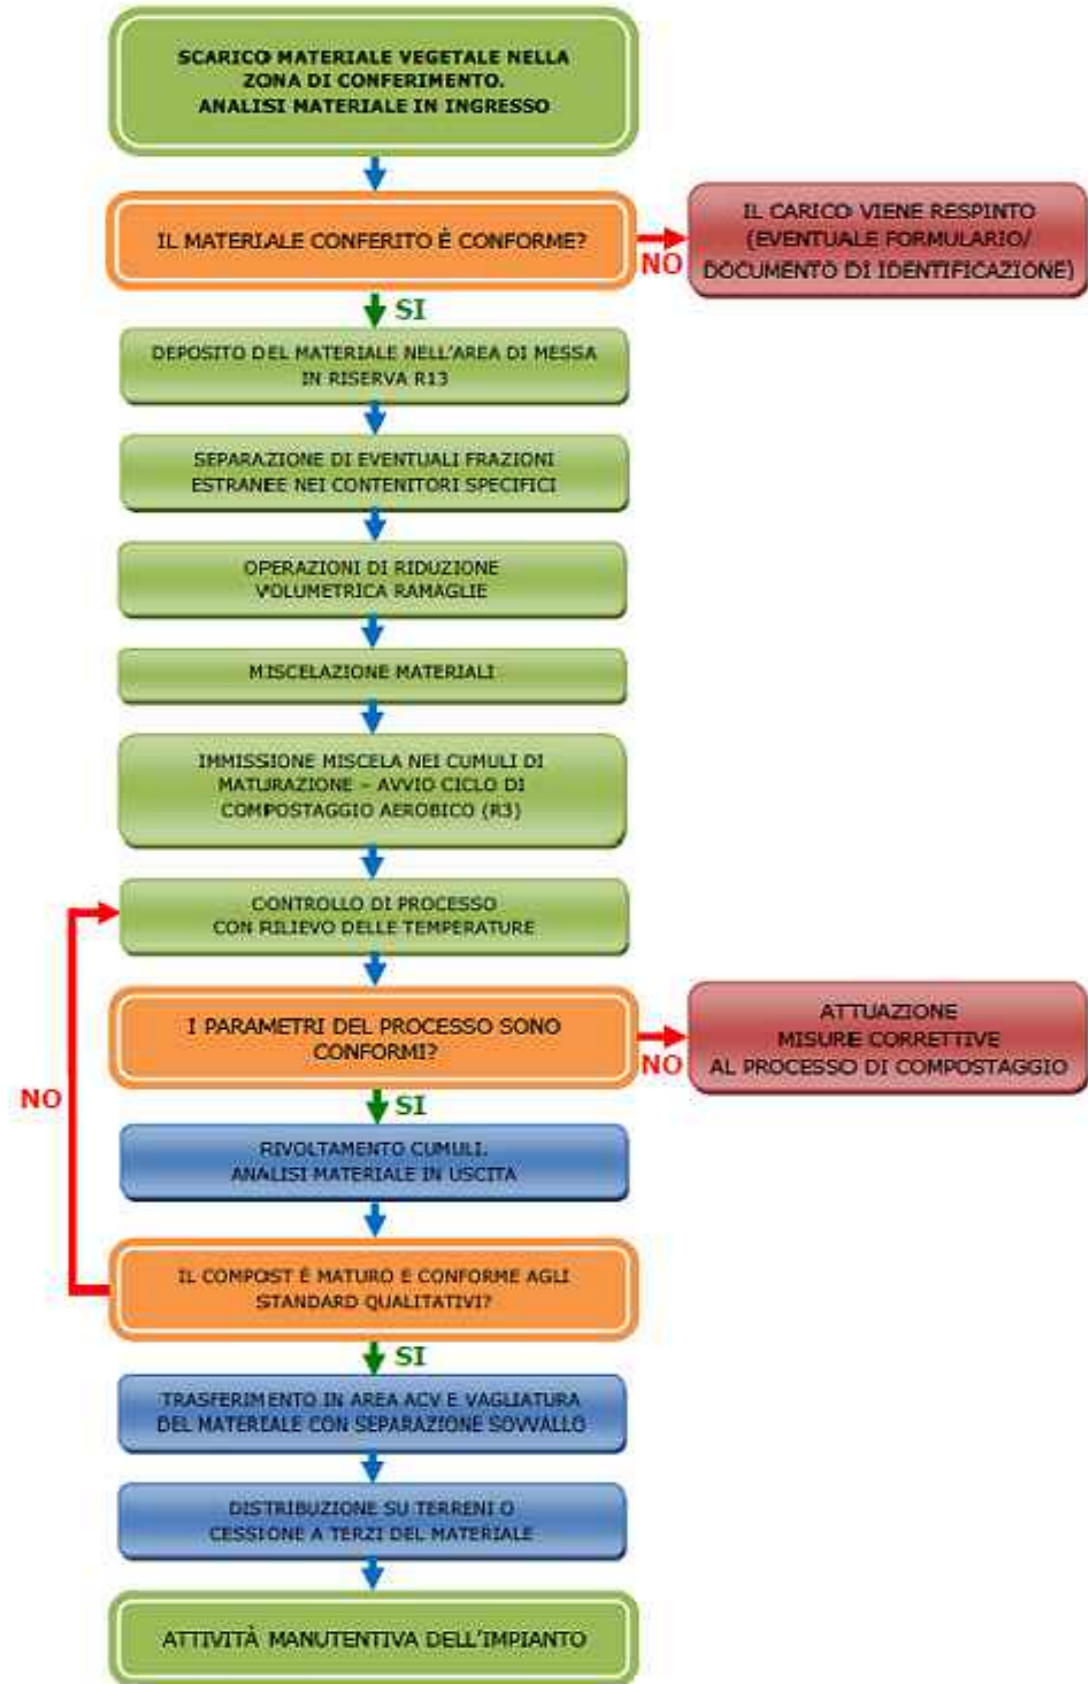 SCARICO MATERIALE VEGETALE NELLA
ZONA DI CONFERIMENTO.
ANALISI MATERIALE IN INGRESSO
IL MATERIALE CONFERITO È CONFORME?
NO
IL CARICO VIENE RESPINTO
(EVENTUALE FORMULARIO/
DOCUMENTO DI IDENTIFICAZIONE)
SI
DEPOSITO DEL MATERIALE NELL'AREA DI MESSA
IN RISERVA R13
SEPARAZIONE DI EVENTUALI FRAZIONI
ESTRANEE NEI CONTENITORI SPECIFICI
OPERAZIONI DI RIDUZIONE
VOLUMETRICA RAMAGLIE
MISCELAZIONE MATERIALI
IMMISSIONE MISCELA NEI CUMULI DI
MATURAZIONE – AVVIO CICLO DI
COMPOSTAGGIO AEROBICO (R3)
CONTROLLO DI PROCESSO
CON RILIEVO DELLE TEMPERATURE
I PARAMETRI DEL PROCESSO SONO
CONFORMI?
NO
ATTUAZIONE
MISURE CORRETTIVE
AL PROCESSO DI COMPOSTAGGIO
SI
NO
RIVOLTAMENTO CUMULI.
ANALISI MATERIALE IN USCITA
IL COMPOST È MATURO E CONFORME AGLI
STANDARD QUALITATIVI?
SI
TRASFERIMENTO IN AREA ACV E VAGLIATURA
DEL MATERIALE CON SEPARAZIONE SOVVALLO
DISTRIBUZIONE SU TERRENI O
CESSIONE A TERZI DEL MATERIALE
ATTIVITÀ MANUTENTIVA DELL'IMPIANTO